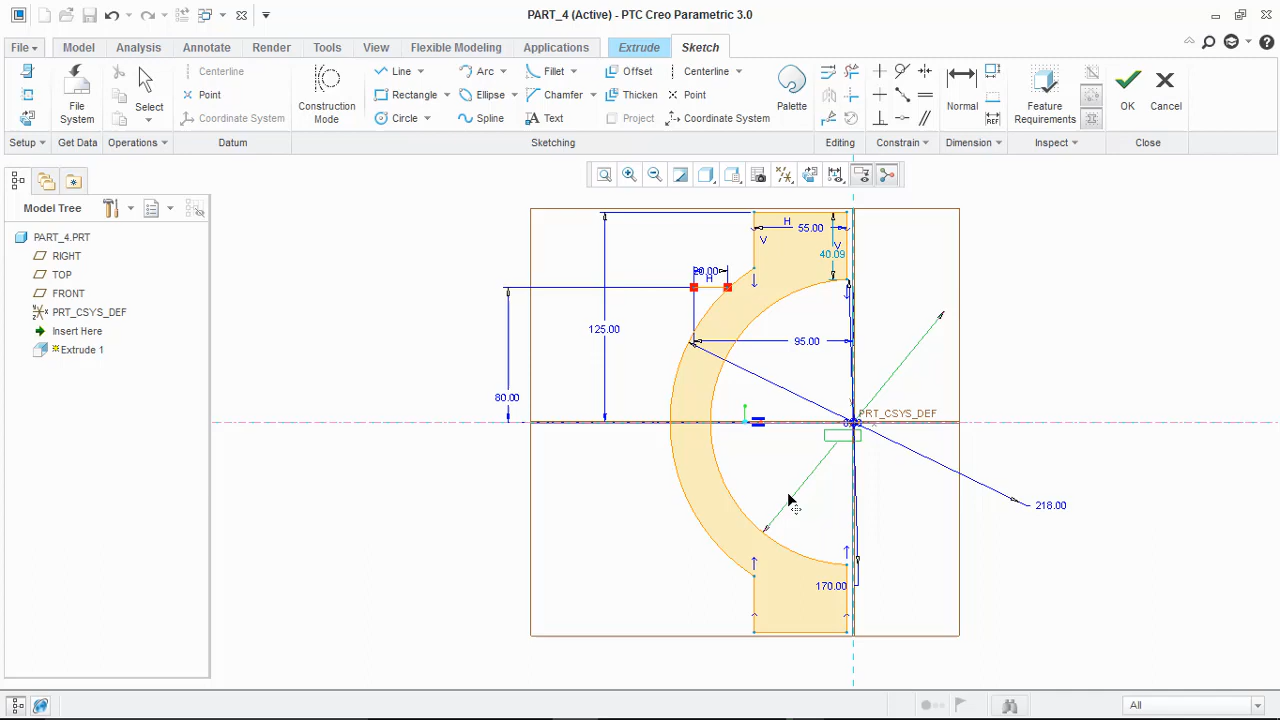 PART_4 (Active) - PTC Creo Parametric 3.0
File Model Analysis Annotate Render Tools View Flexible Modeling Applications Extrude Sketch
Centerline Line Arc Fillet Offset Centerline
Point Rectangle Ellipse Chamfer Thicken Point
Coordinate System Circle Spline Text Project Coordinate System
File System Select Construction Mode Palette Normal Feature Requirements OK Cancel
Setup Get Data Operations Datum Sketching Editing Constrain Dimension Inspect Close
Model Tree
PART_4.PRT
RIGHT
TOP
FRONT
PRT_CSYS_DEF
Insert Here
Extrude 1
H
55.00
V
V
40.09
H
125.00
95.00
80.00
PRT_CSYS_DEF
218.00
170.00
All